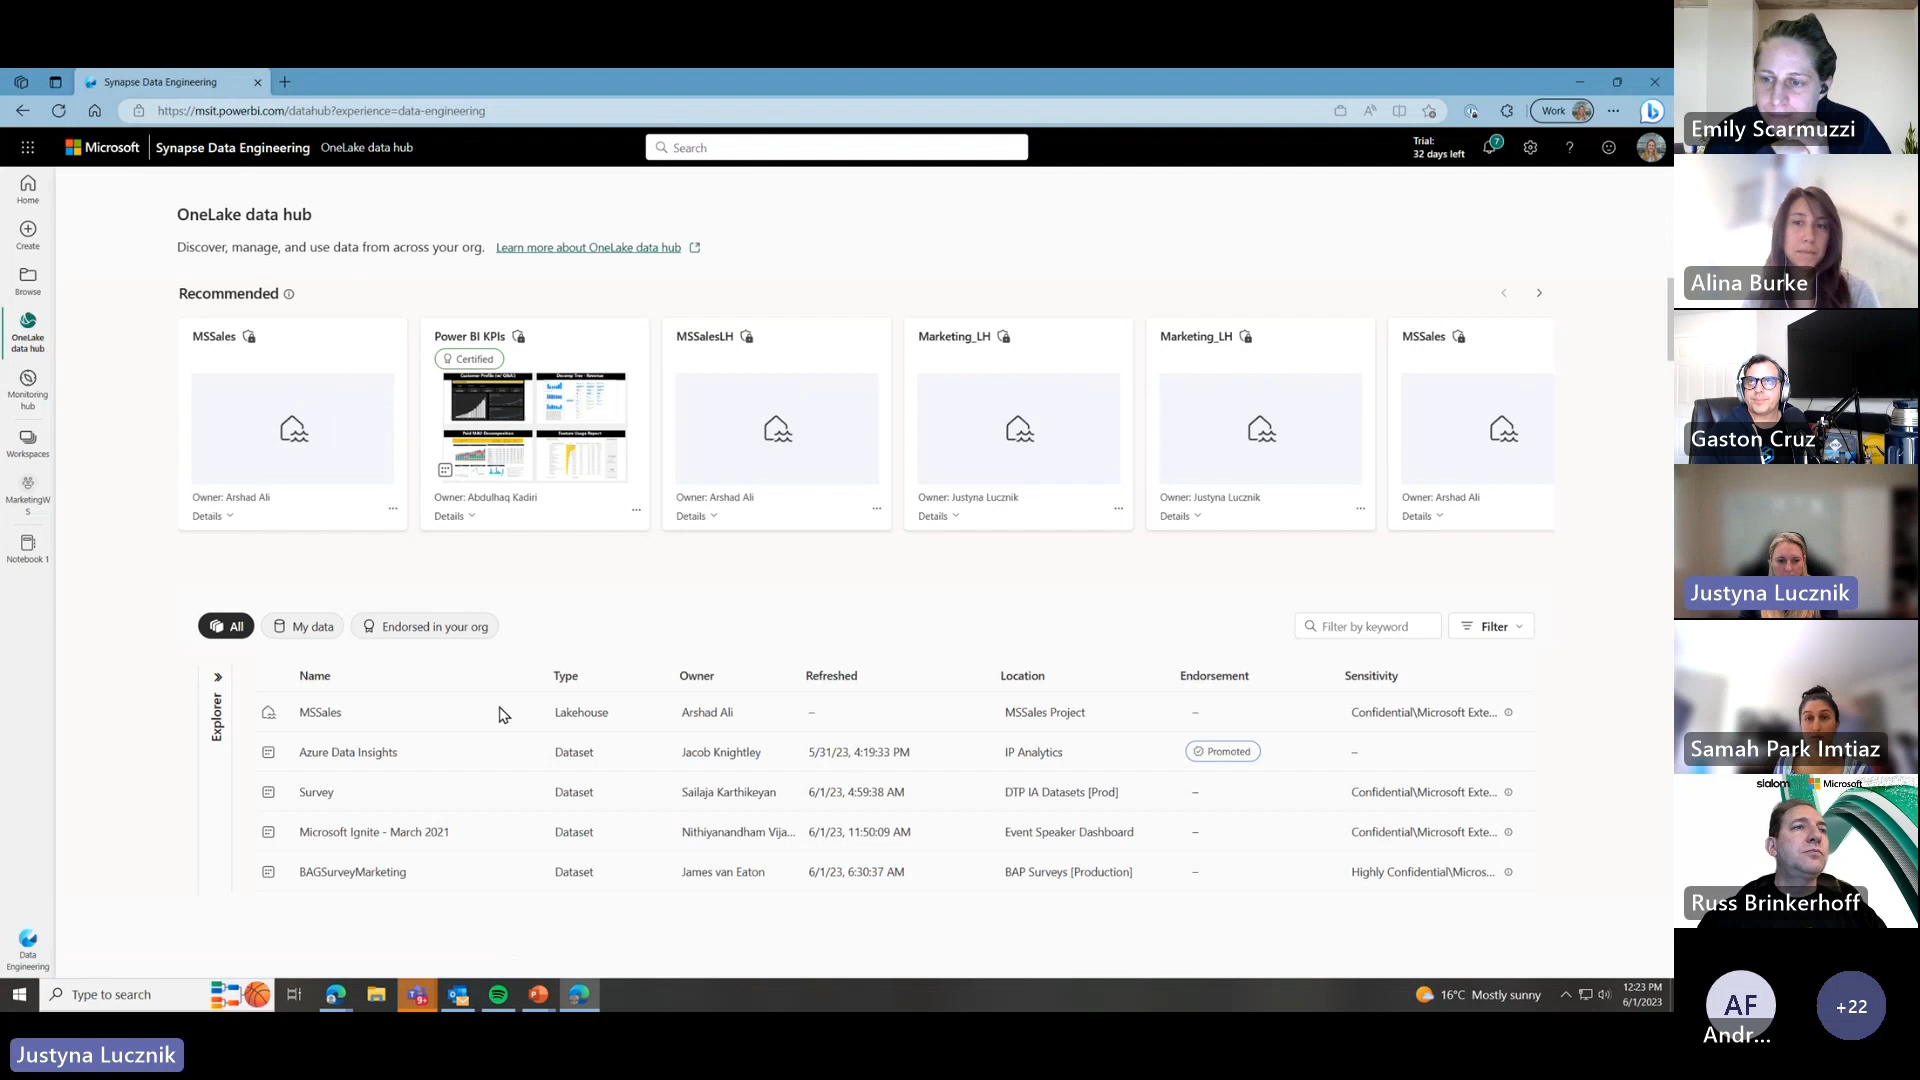 Synapse Data Engineering
https://msit.powerbi.com/datahub?experience=data-engineering
Work
Microsoft
Synapse Data Engineering
OneLake data hub
Search
Trial:
32 days left
7
Home
Create
Browse
OneLake
data hub
Monitoring
hub
Workspaces
MarketingW
S
Notebook 1
Data
Engineering
OneLake data hub
Discover, manage, and use data from across your org. Learn more about OneLake data hub
Recommended
MSSales
Owner: Arshad Ali
Details
Power BI KPIs
Certified
Owner: Abdulhaq Kadiri
Details
MSSalesLH
Owner: Arshad Ali
Details
Marketing_LH
Owner: Justyna Lucznik
Details
Marketing_LH
Owner: Justyna Lucznik
Details
MSSales
Owner: Arshad Ali
Details
All
My data
Endorsed in your org
Filter by keyword
Filter
Explorer
Name Type Owner Refreshed Location Endorsement Sensitivity
MSSales Lakehouse Arshad Ali – MSSales Project – Confidential\Microsoft Exte...
Azure Data Insights Dataset Jacob Knightley 5/31/23, 4:19:33 PM IP Analytics Promoted –
Survey Dataset Sailaja Karthikeyan 6/1/23, 4:59:38 AM DTP IA Datasets [Prod] – Confidential\Microsoft Exte...
Microsoft Ignite - March 2021 Dataset Nithiyanandham Vija... 6/1/23, 11:50:09 AM Event Speaker Dashboard – Confidential\Microsoft Exte...
BAGSurveyMarketing Dataset James van Eaton 6/1/23, 6:30:37 AM BAP Surveys [Production] – Highly Confidential\Micros...
Type to search
16°C Mostly sunny
12:23 PM
6/1/2023
Justyna Lucznik
Emily Scarmuzzi
Alina Burke
Gaston Cruz
Justyna Lucznik
Samah Park Imtiaz
slalom Microsoft
Russ Brinkerhoff
AF
Andr...
+22